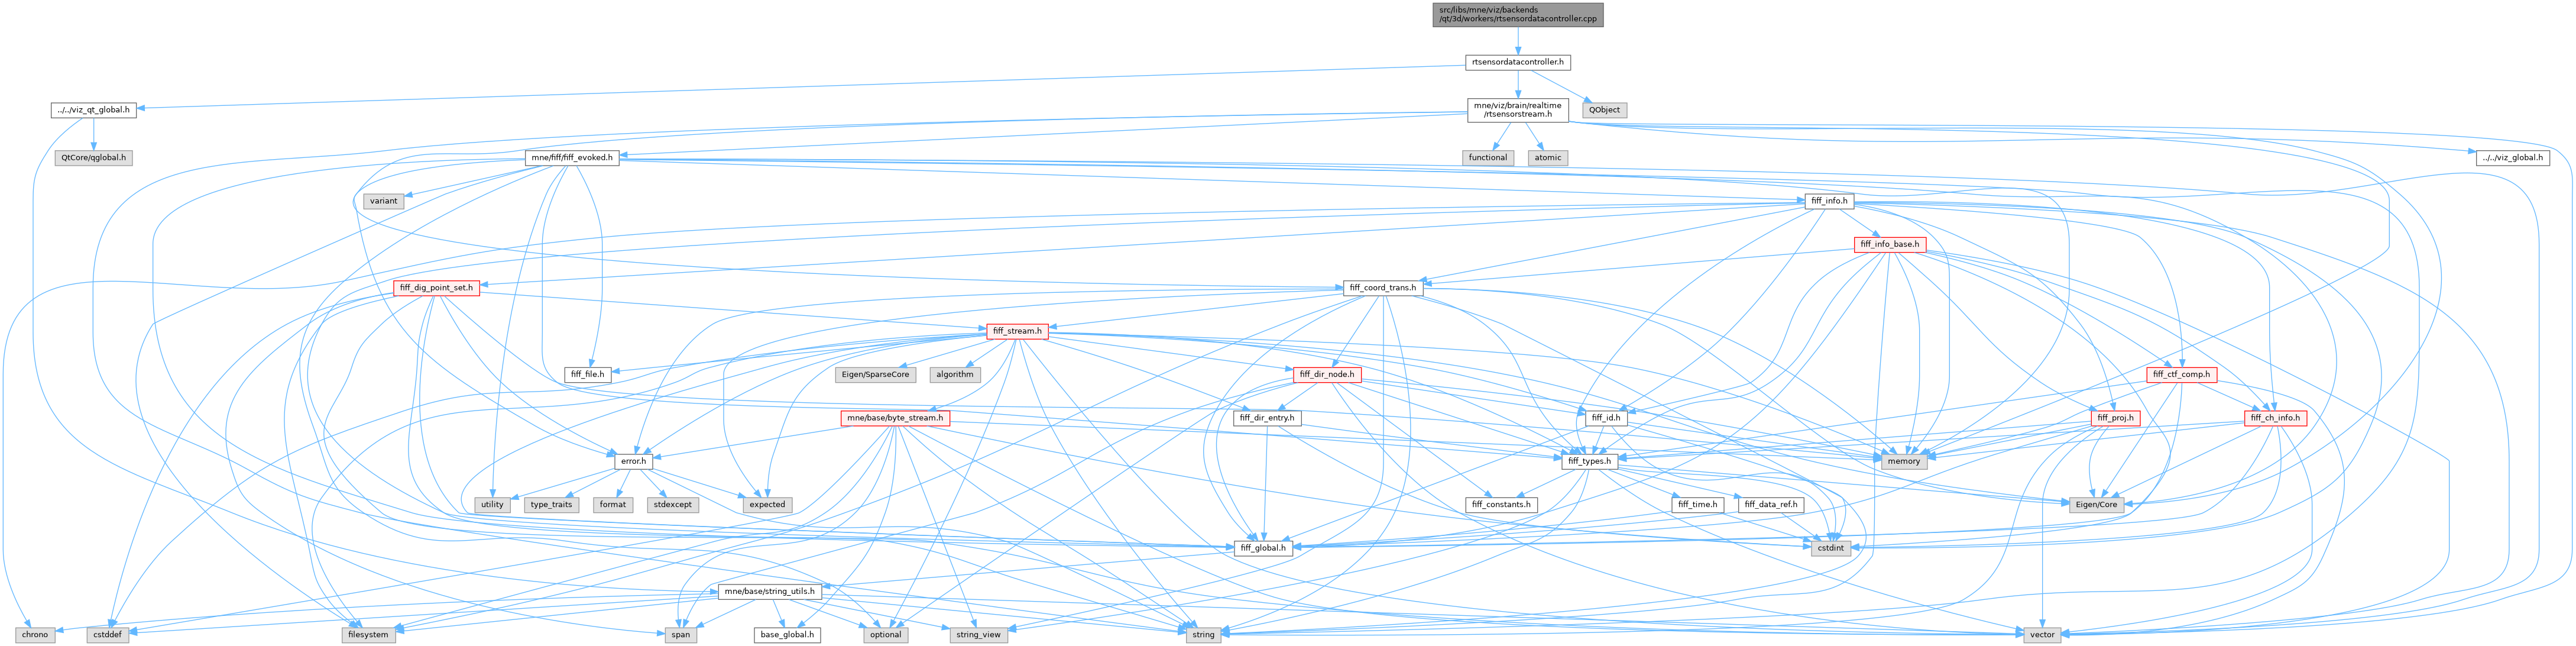 src/libs/mne/viz/backends
/qt/3d/workers/rtsensordatacontroller.cpp
rtsensordatacontroller.h
../../viz_qt_global.h
mne/viz/brain/realtime
/rtsensorstream.h
QObject
QtCore/qglobal.h
mne/fiff/fiff_evoked.h
functional
atomic
../../viz_global.h
variant
fiff_info.h
fiff_info_base.h
fiff_dig_point_set.h
fiff_coord_trans.h
fiff_stream.h
fiff_file.h
Eigen/SparseCore
algorithm
fiff_dir_node.h
fiff_ctf_comp.h
mne/base/byte_stream.h
fiff_dir_entry.h
fiff_id.h
fiff_proj.h
fiff_ch_info.h
error.h
fiff_types.h
memory
utility
type_traits
format
stdexcept
expected
fiff_constants.h
fiff_time.h
fiff_data_ref.h
Eigen/Core
fiff_global.h
cstdint
mne/base/string_utils.h
chrono
cstddef
filesystem
span
base_global.h
optional
string_view
string
vector